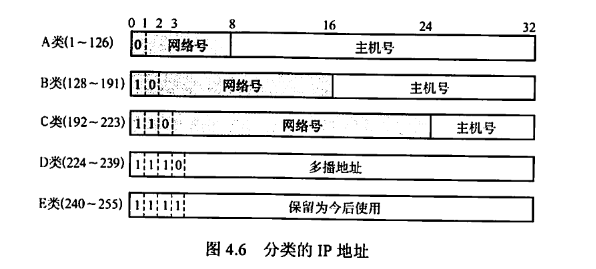 0 1 2 3 8 16 24 32
A类(1~126) 0 网络号 主机号
B类(128~191) 1 0 网络号 主机号
C类(192~223) 1 1 0 网络号 主机号
D类(224~239) 1 1 1 0 多播地址
E类(240~255) 1 1 1 1 保留为今后使用
图 4.6 分类的 IP 地址